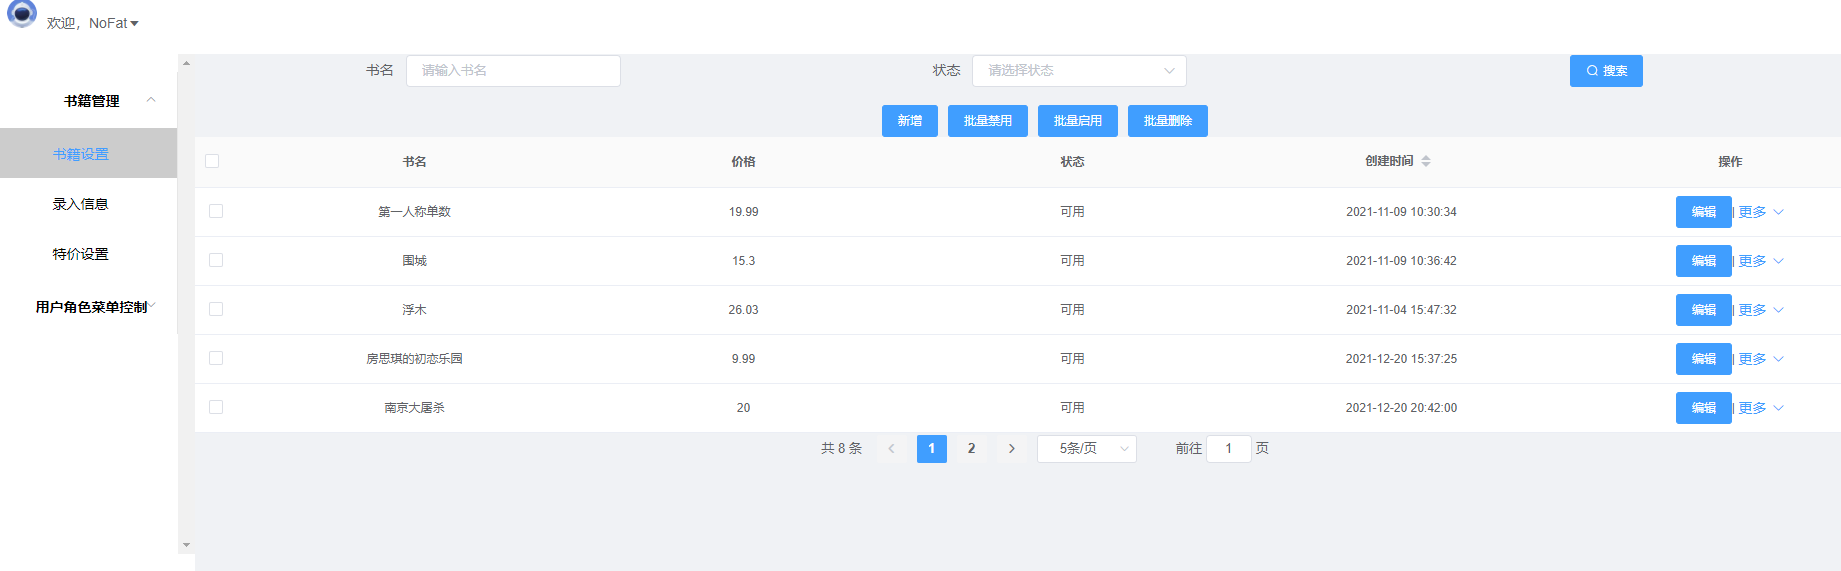 欢迎，NoFat
书名 请输入书名 状态 请选择状态 搜索
书籍管理
新增 批量禁用 批量启用 批量删除
书籍设置
书名 价格 状态 创建时间 操作
录入信息
第一人称单数 19.99 可用 2021-11-09 10:30:34 编辑 | 更多
特价设置
围城 15.3 可用 2021-11-09 10:36:42 编辑 | 更多
用户角色菜单控制
浮木 26.03 可用 2021-11-04 15:47:32 编辑 | 更多
房思琪的初恋乐园 9.99 可用 2021-12-20 15:37:25 编辑 | 更多
南京大屠杀 20 可用 2021-12-20 20:42:00 编辑 | 更多
共 8 条 1 2 5条/页 前往 1 页